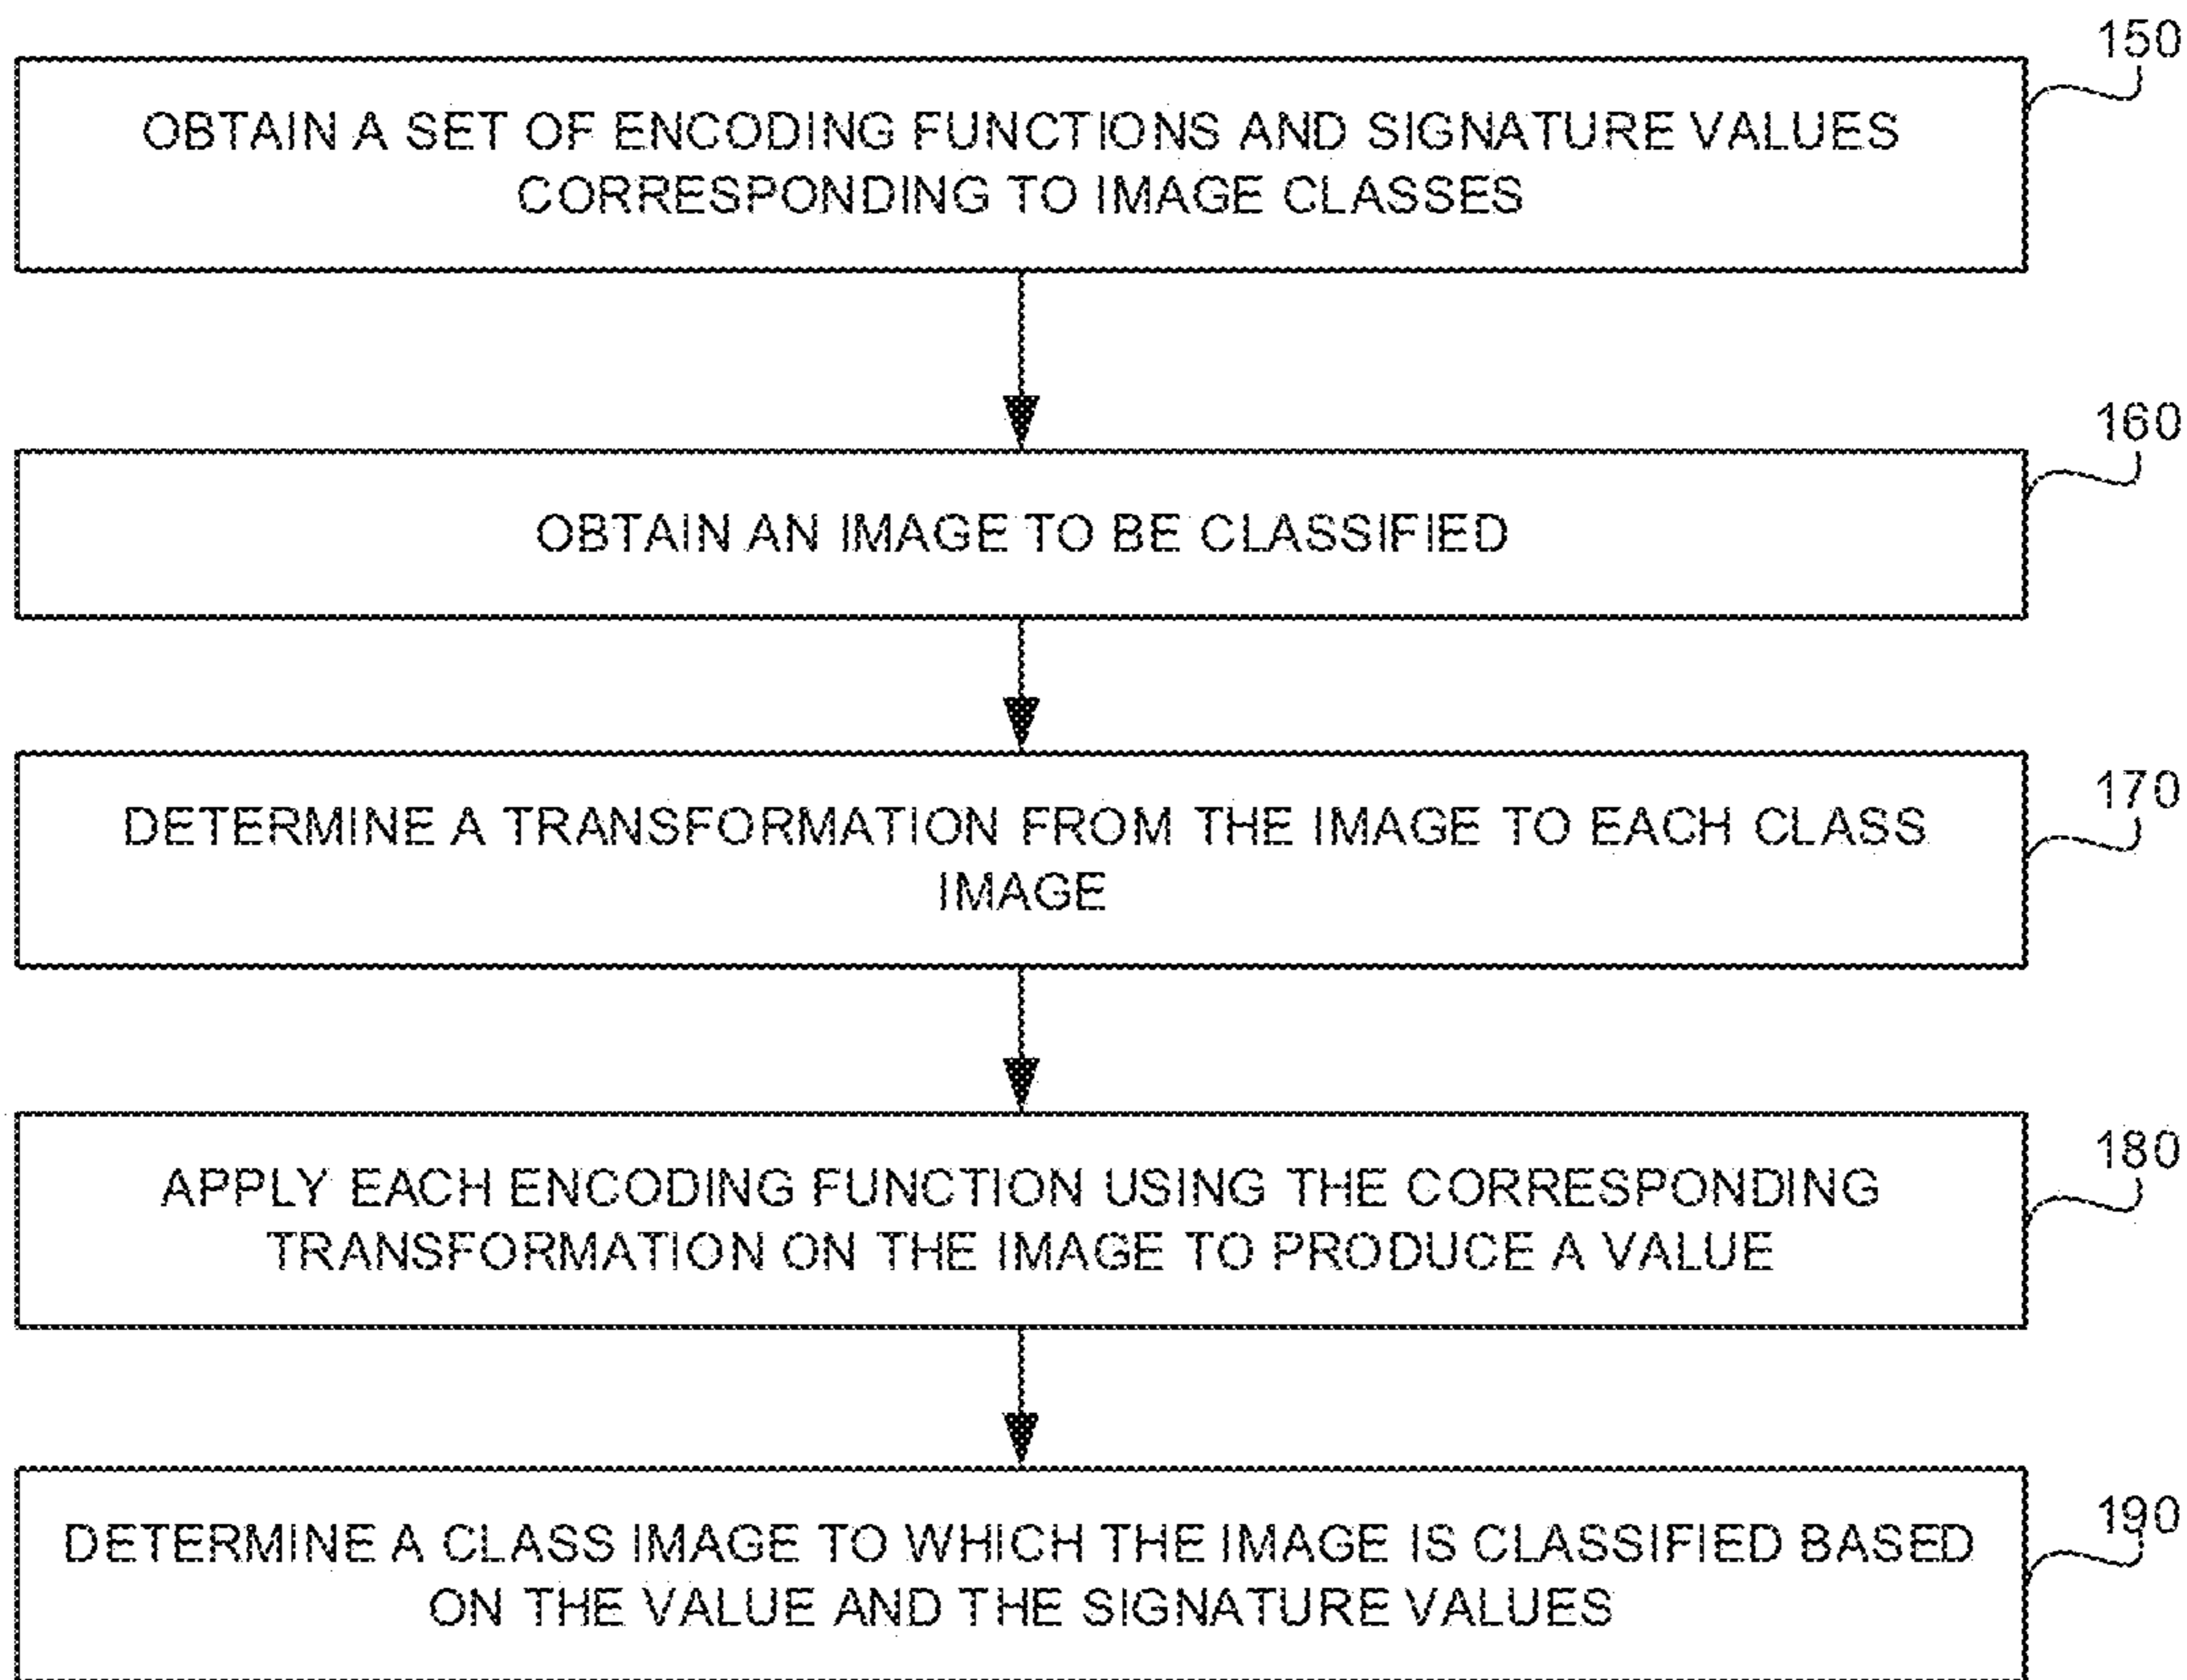 150
OBTAIN A SET OF ENCODING FUNCTIONS AND SIGNATURE VALUES
CORRESPONDING TO IMAGE CLASSES
160
OBTAIN AN IMAGE TO BE CLASSIFIED
170
DETERMINE A TRANSFORMATION FROM THE IMAGE TO EACH CLASS
IMAGE
180
APPLY EACH ENCODING FUNCTION USING THE CORRESPONDING
TRANSFORMATION ON THE IMAGE TO PRODUCE A VALUE
190
DETERMINE A CLASS IMAGE TO WHICH THE IMAGE IS CLASSIFIED BASED
ON THE VALUE AND THE SIGNATURE VALUES